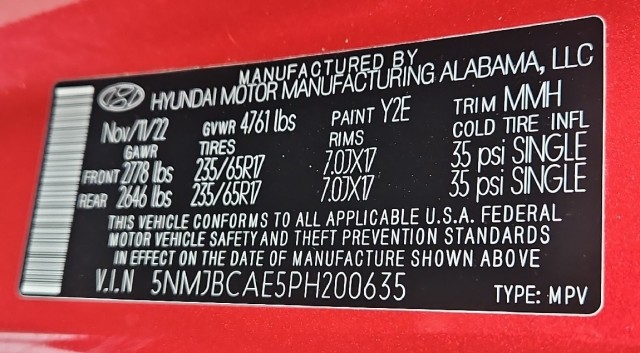 MANUFACTURED BY
HYUNDAI MOTOR MANUFACTURING ALABAMA, LLC
Nov/11/22 GVWR 4761 lbs PAINT Y2E TRIM MMH
GAWR TIRES RIMS COLD TIRE INFL
FRONT 2778 lbs 235/65R17 7.0JX17 35 psi SINGLE
REAR 2646 lbs 235/65R17 7.0JX17 35 psi SINGLE
THIS VEHICLE CONFORMS TO ALL APPLICABLE U.S.A. FEDERAL
MOTOR VEHICLE SAFETY AND THEFT PREVENTION STANDARDS
IN EFFECT ON THE DATE OF MANUFACTURE SHOWN ABOVE
V.I.N 5NMJBCAE5PH200635 TYPE: MPV